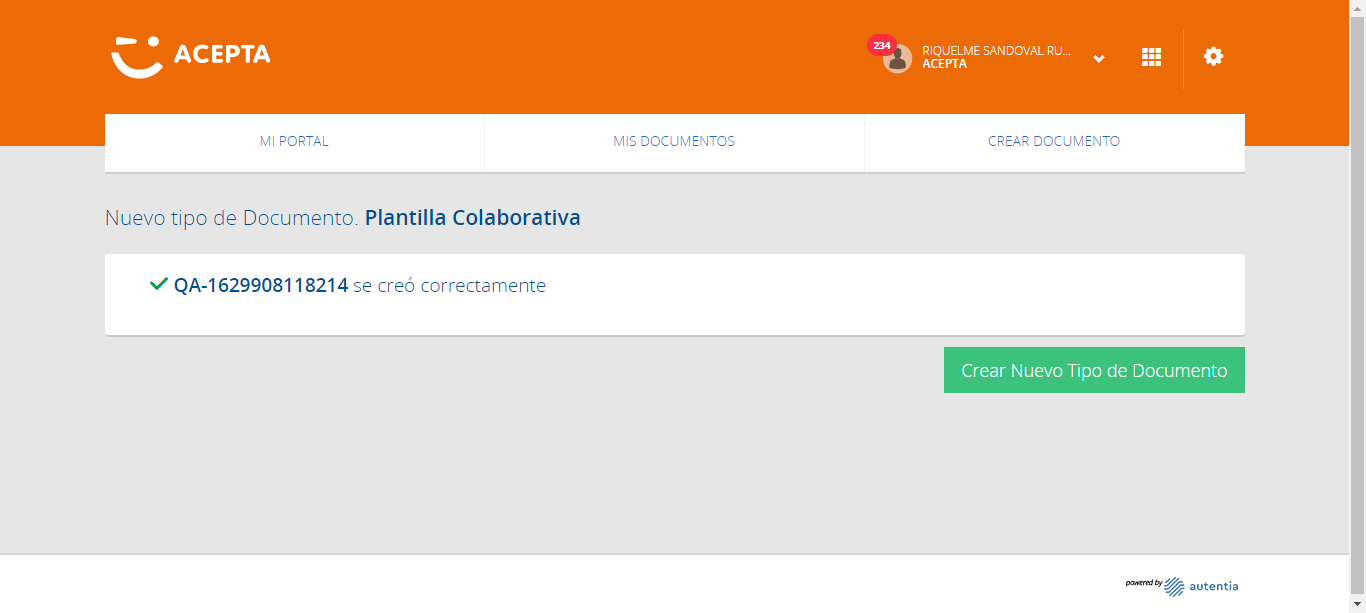 ACEPTA
234
RIQUELME SANDOVAL RU...
ACEPTA
MI PORTAL
MIS DOCUMENTOS
CREAR DOCUMENTO
Nuevo tipo de Documento. Plantilla Colaborativa
QA-1629908118214 se creó correctamente
Crear Nuevo Tipo de Documento
powered by autentia